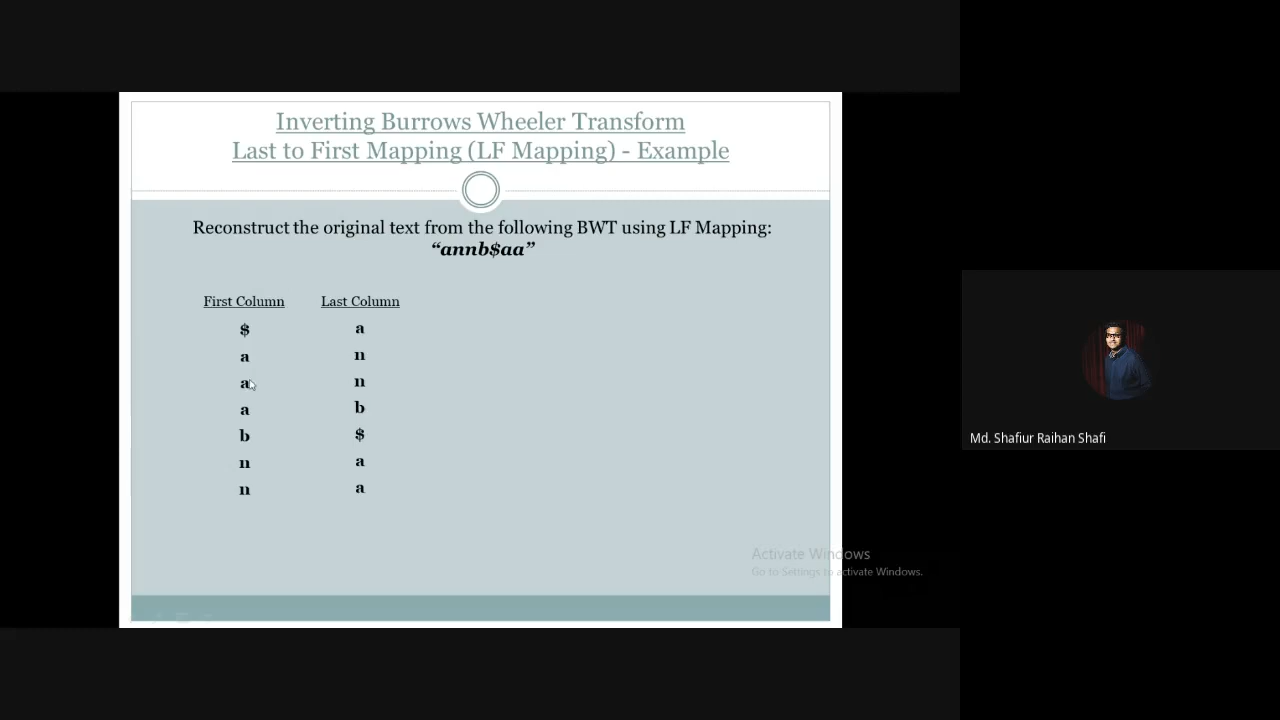 Inverting Burrows Wheeler Transform
Last to First Mapping (LF Mapping) - Example
Reconstruct the original text from the following BWT using LF Mapping:
“annb$aa”
First Column Last Column
$ a
a n
a n
a b
b $
n a
n a
Activate Windows
Go to Settings to activate Windows.
Md. Shafiur Raihan Shafi